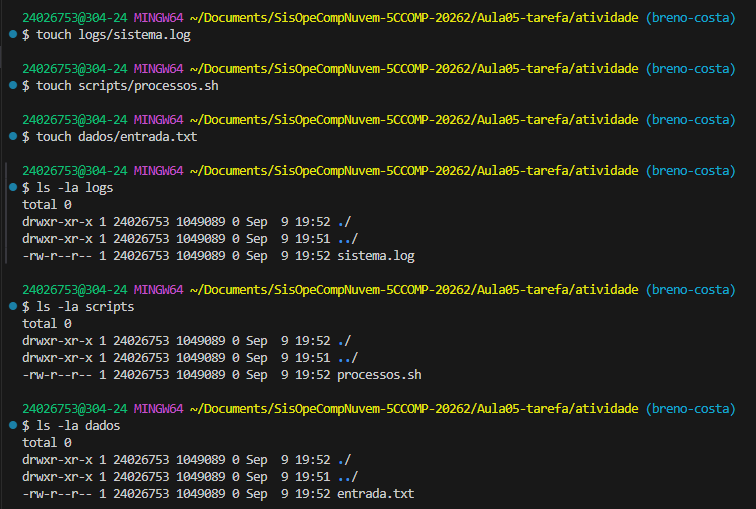 24026753@304-24 MINGW64 ~/Documents/SisOpeCompNuvem-5CCOMP-20262/Aula05-tarefa/atividade (breno-costa)
$ touch logs/sistema.log
24026753@304-24 MINGW64 ~/Documents/SisOpeCompNuvem-5CCOMP-20262/Aula05-tarefa/atividade (breno-costa)
$ touch scripts/processos.sh
24026753@304-24 MINGW64 ~/Documents/SisOpeCompNuvem-5CCOMP-20262/Aula05-tarefa/atividade (breno-costa)
$ touch dados/entrada.txt
24026753@304-24 MINGW64 ~/Documents/SisOpeCompNuvem-5CCOMP-20262/Aula05-tarefa/atividade (breno-costa)
$ ls -la logs
total 0
drwxr-xr-x 1 24026753 1049089 0 Sep  9 19:52 ./
drwxr-xr-x 1 24026753 1049089 0 Sep  9 19:51 ../
-rw-r--r-- 1 24026753 1049089 0 Sep  9 19:52 sistema.log
24026753@304-24 MINGW64 ~/Documents/SisOpeCompNuvem-5CCOMP-20262/Aula05-tarefa/atividade (breno-costa)
$ ls -la scripts
total 0
drwxr-xr-x 1 24026753 1049089 0 Sep  9 19:52 ./
drwxr-xr-x 1 24026753 1049089 0 Sep  9 19:51 ../
-rw-r--r-- 1 24026753 1049089 0 Sep  9 19:52 processos.sh
24026753@304-24 MINGW64 ~/Documents/SisOpeCompNuvem-5CCOMP-20262/Aula05-tarefa/atividade (breno-costa)
$ ls -la dados
total 0
drwxr-xr-x 1 24026753 1049089 0 Sep  9 19:52 ./
drwxr-xr-x 1 24026753 1049089 0 Sep  9 19:51 ../
-rw-r--r-- 1 24026753 1049089 0 Sep  9 19:52 entrada.txt